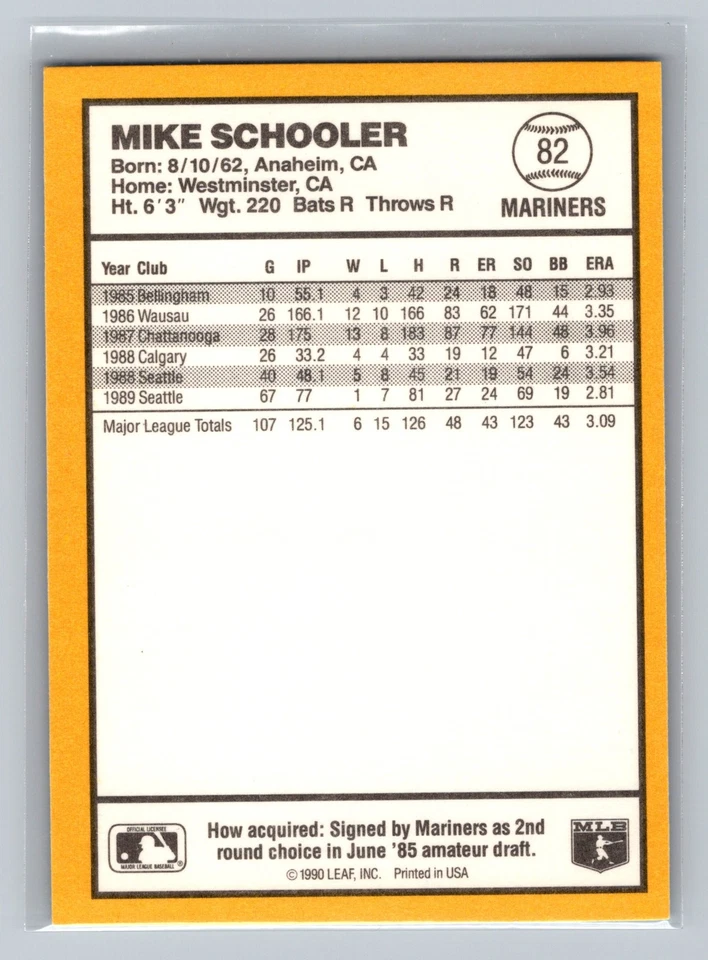 MIKE SCHOOLER
Born: 8/10/62, Anaheim, CA
Home: Westminster, CA
Ht. 6'3" Wgt. 220 Bats R Throws R
82
MARINERS
Year Club G IP W L H R ER SO BB ERA
1985 Bellingham 10 55.1 4 3 42 24 18 48 15 2.93
1986 Wausau 26 166.1 12 10 166 83 62 171 44 3.35
1987 Chattanooga 28 175 13 8 183 87 77 144 48 3.96
1988 Calgary 26 33.2 4 4 33 19 12 47 6 3.21
1988 Seattle 40 48.1 5 8 45 21 19 54 24 3.54
1989 Seattle 67 77 1 7 81 27 24 69 19 2.81
Major League Totals 107 125.1 6 15 126 48 43 123 43 3.09
OFFICIAL LICENSEE
MAJOR LEAGUE BASEBALL
How acquired: Signed by Mariners as 2nd
round choice in June '85 amateur draft.
© 1990 LEAF, INC. Printed in USA
MLB